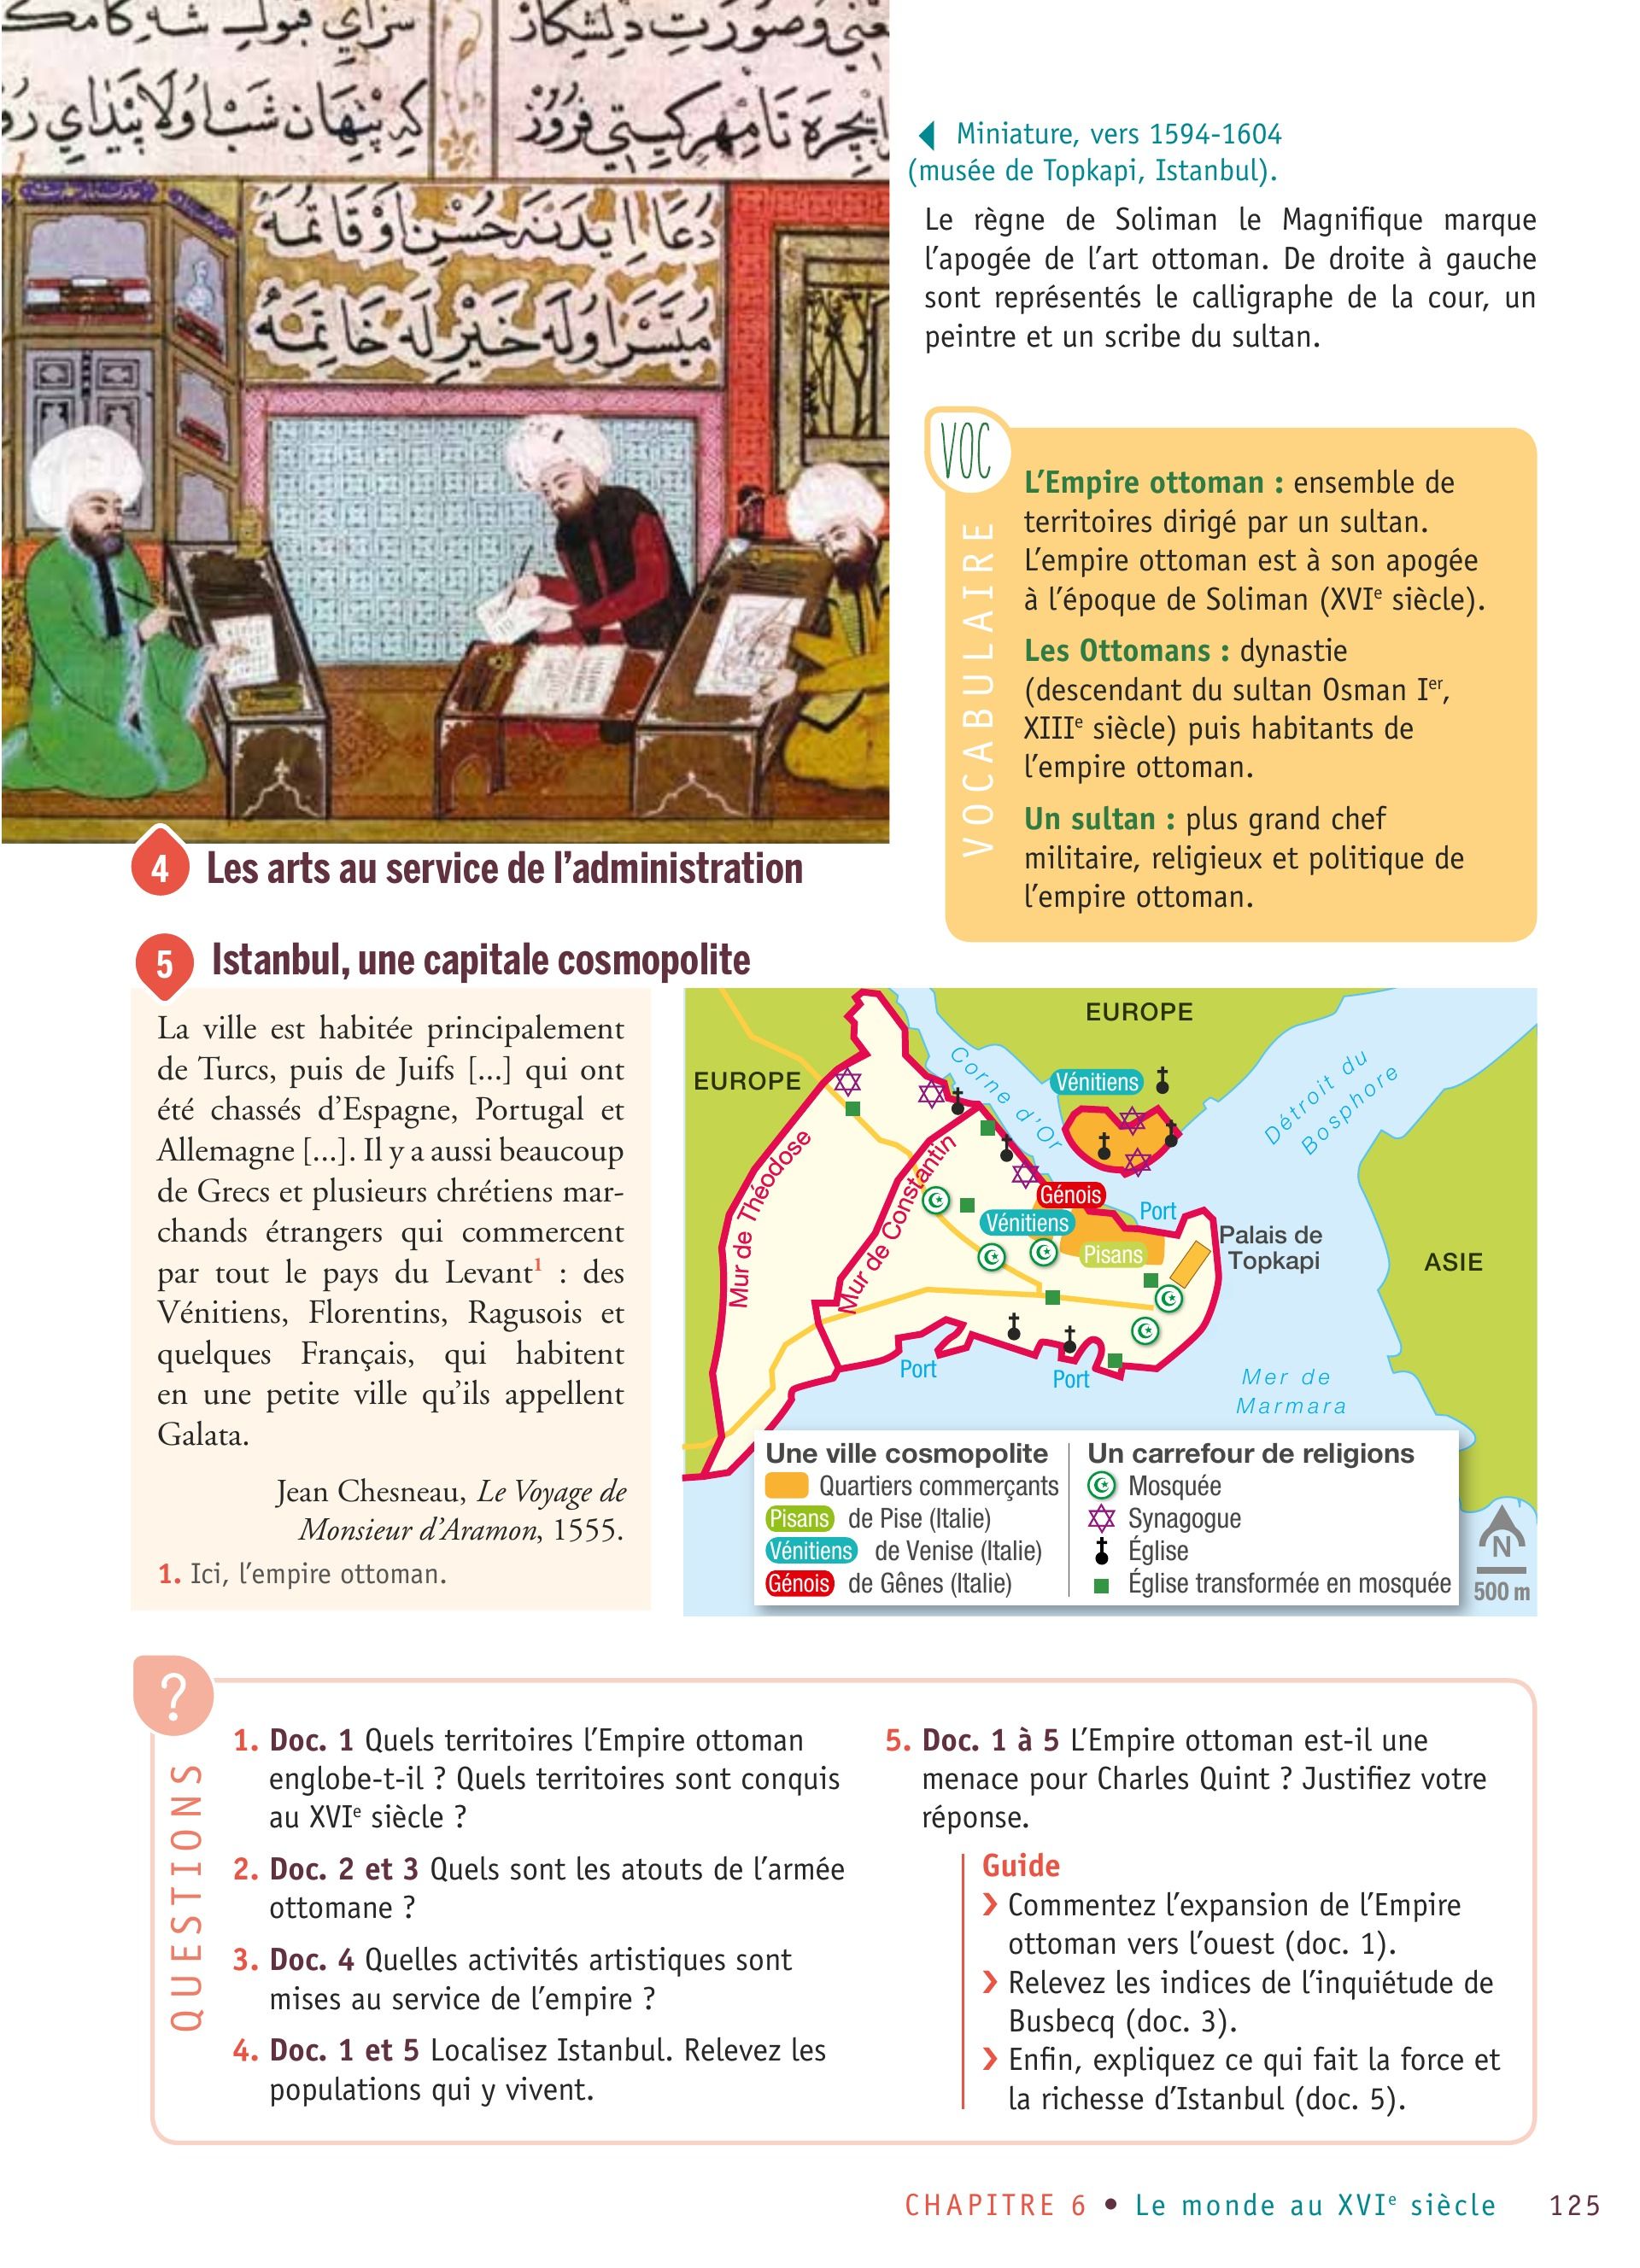 ◀ Miniature, vers 1594-1604
(musée de Topkapi, Istanbul).
Le règne de Soliman le Magnifique marque
l’apogée de l’art ottoman. De droite à gauche
sont représentés le calligraphe de la cour, un
peintre et un scribe du sultan.
VOC
VOCABULAIRE
L’Empire ottoman : ensemble de
territoires dirigé par un sultan.
L’empire ottoman est à son apogée
à l’époque de Soliman (XVIe siècle).
Les Ottomans : dynastie
(descendant du sultan Osman Ier,
XIIIe siècle) puis habitants de
l’empire ottoman.
Un sultan : plus grand chef
militaire, religieux et politique de
l’empire ottoman.
4 Les arts au service de l’administration
5 Istanbul, une capitale cosmopolite
La ville est habitée principalement
de Turcs, puis de Juifs [...] qui ont
été chassés d’Espagne, Portugal et
Allemagne [...]. Il y a aussi beaucoup
de Grecs et plusieurs chrétiens mar-
chands étrangers qui commercent
par tout le pays du Levant1 : des
Vénitiens, Florentins, Ragusois et
quelques Français, qui habitent
en une petite ville qu’ils appellent
Galata.
Jean Chesneau, Le Voyage de
Monsieur d’Aramon, 1555.
1. Ici, l’empire ottoman.
EUROPE
EUROPE
Corne d’Or
Vénitiens
Détroit du
Bosphore
Mur de Théodose
Mur de Constantin
Génois
Vénitiens
Pisans
Port
Palais de
Topkapi
ASIE
Port
Port
Mer de
Marmara
Une ville cosmopolite
Quartiers commerçants
Pisans de Pise (Italie)
Vénitiens de Venise (Italie)
Génois de Gênes (Italie)
Un carrefour de religions
Mosquée
Synagogue
Église
Église transformée en mosquée
N
500 m
?
QUESTIONS
1. Doc. 1 Quels territoires l’Empire ottoman
englobe-t-il ? Quels territoires sont conquis
au XVIe siècle ?
2. Doc. 2 et 3 Quels sont les atouts de l’armée
ottomane ?
3. Doc. 4 Quelles activités artistiques sont
mises au service de l’empire ?
4. Doc. 1 et 5 Localisez Istanbul. Relevez les
populations qui y vivent.
5. Doc. 1 à 5 L’Empire ottoman est-il une
menace pour Charles Quint ? Justifiez votre
réponse.
Guide
❯ Commentez l’expansion de l’Empire
ottoman vers l’ouest (doc. 1).
❯ Relevez les indices de l’inquiétude de
Busbecq (doc. 3).
❯ Enfin, expliquez ce qui fait la force et
la richesse d’Istanbul (doc. 5).
CHAPITRE 6 • Le monde au XVIe siècle 125